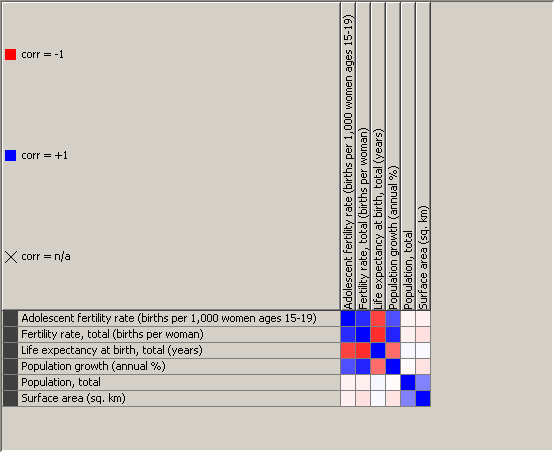 corr = -1
corr = +1
corr = n/a
Adolescent fertility rate (births per 1,000 women ages 15-19)
Fertility rate, total (births per woman)
Life expectancy at birth, total (years)
Population growth (annual %)
Population, total
Surface area (sq. km)
Adolescent fertility rate (births per 1,000 women ages 15-19)
Fertility rate, total (births per woman)
Life expectancy at birth, total (years)
Population growth (annual %)
Population, total
Surface area (sq. km)